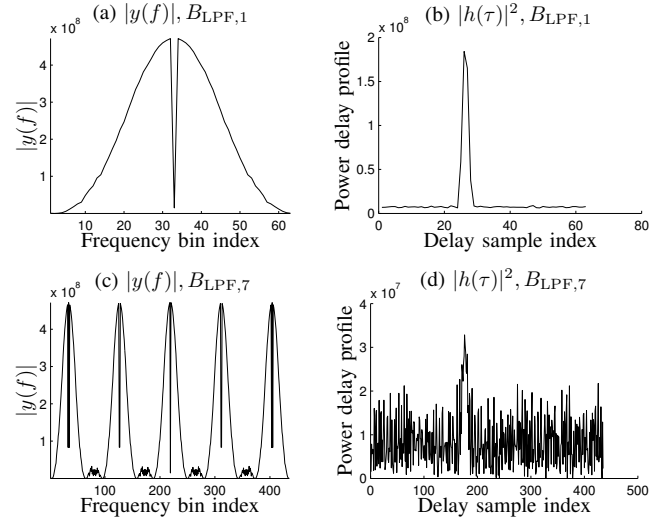 (a) |y(f)|, B_LPF,1
x 10^8
4
3
2
1
|y(f)|
10 20 30 40 50 60
Frequency bin index
(b) |h(τ)|^2, B_LPF,1
x 10^8
2
1.5
1
0.5
0
Power delay profile
0 20 40 60 80
Delay sample index
(c) |y(f)|, B_LPF,7
x 10^8
4
3
2
1
|y(f)|
100 200 300 400
Frequency bin index
(d) |h(τ)|^2, B_LPF,7
x 10^7
4
3
2
1
0
Power delay profile
0 100 200 300 400 500
Delay sample index